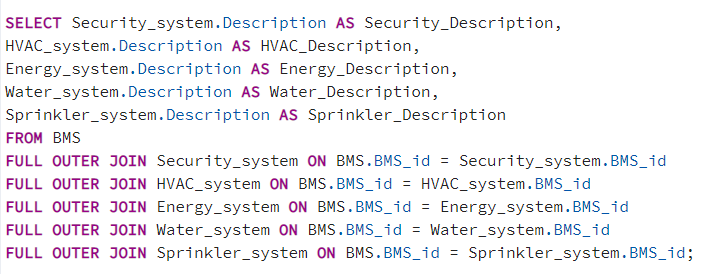 SELECT Security_system.Description AS Security_Description,
HVAC_system.Description AS HVAC_Description,
Energy_system.Description AS Energy_Description,
Water_system.Description AS Water_Description,
Sprinkler_system.Description AS Sprinkler_Description
FROM BMS
FULL OUTER JOIN Security_system ON BMS.BMS_id = Security_system.BMS_id
FULL OUTER JOIN HVAC_system ON BMS.BMS_id = HVAC_system.BMS_id
FULL OUTER JOIN Energy_system ON BMS.BMS_id = Energy_system.BMS_id
FULL OUTER JOIN Water_system ON BMS.BMS_id = Water_system.BMS_id
FULL OUTER JOIN Sprinkler_system ON BMS.BMS_id = Sprinkler_system.BMS_id;